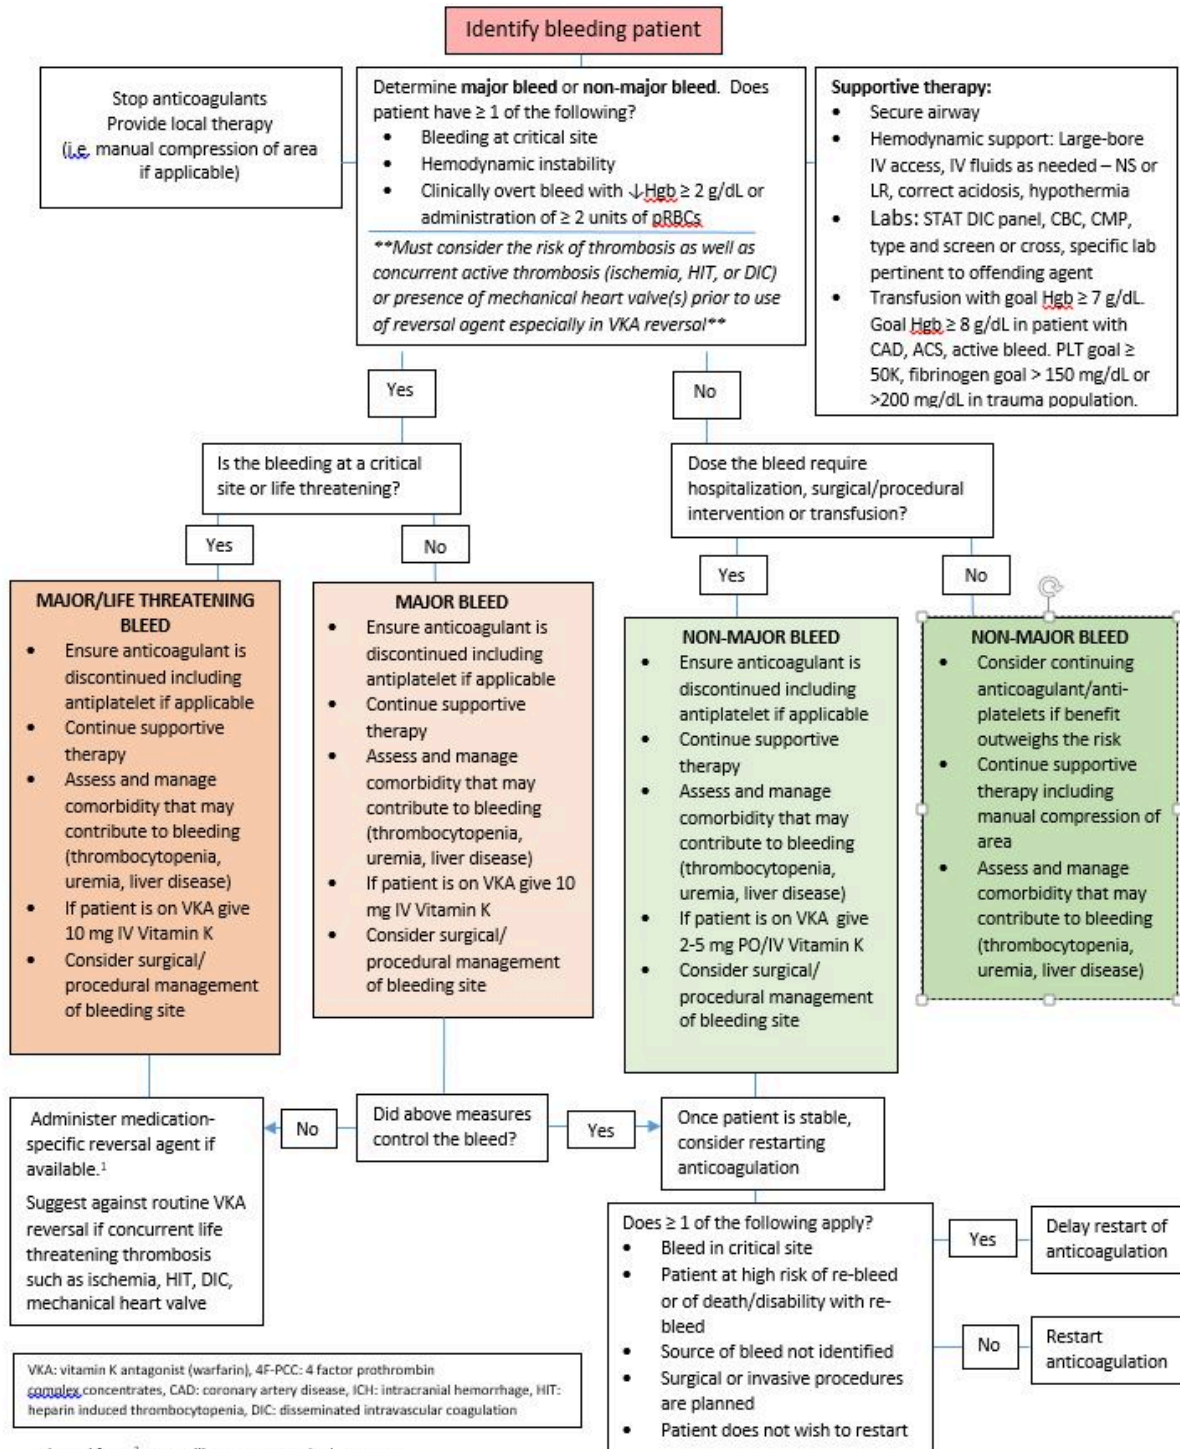 Identify bleeding patient
Stop anticoagulants
Provide local therapy
(i.e. manual compression of area
if applicable)
Determine major bleed or non-major bleed. Does
patient have ≥ 1 of the following?
• Bleeding at critical site
• Hemodynamic instability
• Clinically overt bleed with ↓Hgb ≥ 2 g/dL or
administration of ≥ 2 units of pRBCs
**Must consider the risk of thrombosis as well as
concurrent active thrombosis (ischemia, HIT, or DIC)
or presence of mechanical heart valve(s) prior to use
of reversal agent especially in VKA reversal**
Supportive therapy:
• Secure airway
• Hemodynamic support: Large-bore
IV access, IV fluids as needed – NS or
LR, correct acidosis, hypothermia
• Labs: STAT DIC panel, CBC, CMP,
type and screen or cross, specific lab
pertinent to offending agent
• Transfusion with goal Hgb ≥ 7 g/dL.
Goal Hgb ≥ 8 g/dL in patient with
CAD, ACS, active bleed. PLT goal ≥
50K, fibrinogen goal > 150 mg/dL or
>200 mg/dL in trauma population.
Yes
No
Is the bleeding at a critical
site or life threatening?
Dose the bleed require
hospitalization, surgical/procedural
intervention or transfusion?
Yes
No
Yes
No
MAJOR/LIFE THREATENING
BLEED
• Ensure anticoagulant is
discontinued including
antiplatelet if applicable
• Continue supportive
therapy
• Assess and manage
comorbidity that may
contribute to bleeding
(thrombocytopenia,
uremia, liver disease)
• If patient is on VKA give
10 mg IV Vitamin K
• Consider surgical/
procedural management
of bleeding site
MAJOR BLEED
• Ensure anticoagulant is
discontinued including
antiplatelet if applicable
• Continue supportive
therapy
• Assess and manage
comorbidity that may
contribute to bleeding
(thrombocytopenia,
uremia, liver disease)
• If patient is on VKA give 10
mg IV Vitamin K
• Consider surgical/
procedural management
of bleeding site
NON-MAJOR BLEED
• Ensure anticoagulant is
discontinued including
antiplatelet if applicable
• Continue supportive
therapy
• Assess and manage
comorbidity that may
contribute to bleeding
(thrombocytopenia,
uremia, liver disease)
• If patient is on VKA give
2-5 mg PO/IV Vitamin K
• Consider surgical/
procedural management
of bleeding site
NON-MAJOR BLEED
• Consider continuing
anticoagulant/anti-
platelets if benefit
outweighs the risk
• Continue supportive
therapy including
manual compression of
area
• Assess and manage
comorbidity that may
contribute to bleeding
(thrombocytopenia,
uremia, liver disease)
Administer medication-
specific reversal agent if
available.¹
Suggest against routine VKA
reversal if concurrent life
threatening thrombosis
such as ischemia, HIT, DIC,
mechanical heart valve
No
Did above measures
control the bleed?
Yes
Once patient is stable,
consider restarting
anticoagulation
Does ≥ 1 of the following apply?
• Bleed in critical site
• Patient at high risk of re-bleed
or of death/disability with re-
bleed
• Source of bleed not identified
• Surgical or invasive procedures
are planned
• Patient does not wish to restart
Yes
Delay restart of
anticoagulation
No
Restart
anticoagulation
VKA: vitamin K antagonist (warfarin), 4F-PCC: 4 factor prothrombin
complex concentrates, CAD: coronary artery disease, ICH: intracranial hemorrhage, HIT:
heparin induced thrombocytopenia, DIC: disseminated intravascular coagulation